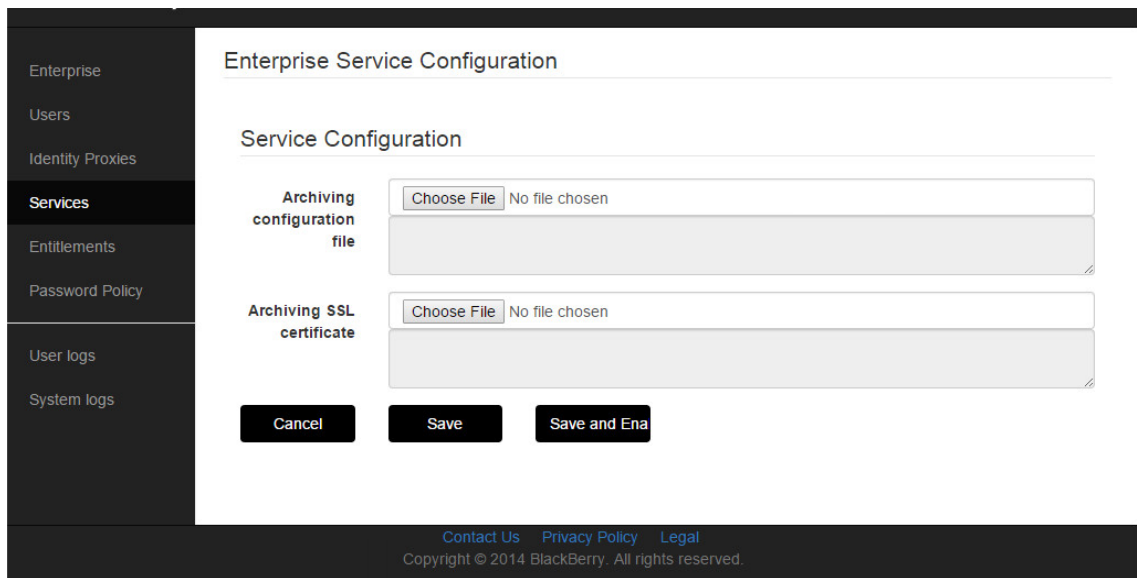 Enterprise
Users
Identity Proxies
Services
Entitlements
Password Policy
User logs
System logs
Enterprise Service Configuration
Service Configuration
Archiving
configuration
file
Choose File No file chosen
Archiving SSL
certificate
Choose File No file chosen
Cancel
Save
Save and Ena
Contact Us Privacy Policy Legal
Copyright © 2014 BlackBerry. All rights reserved.